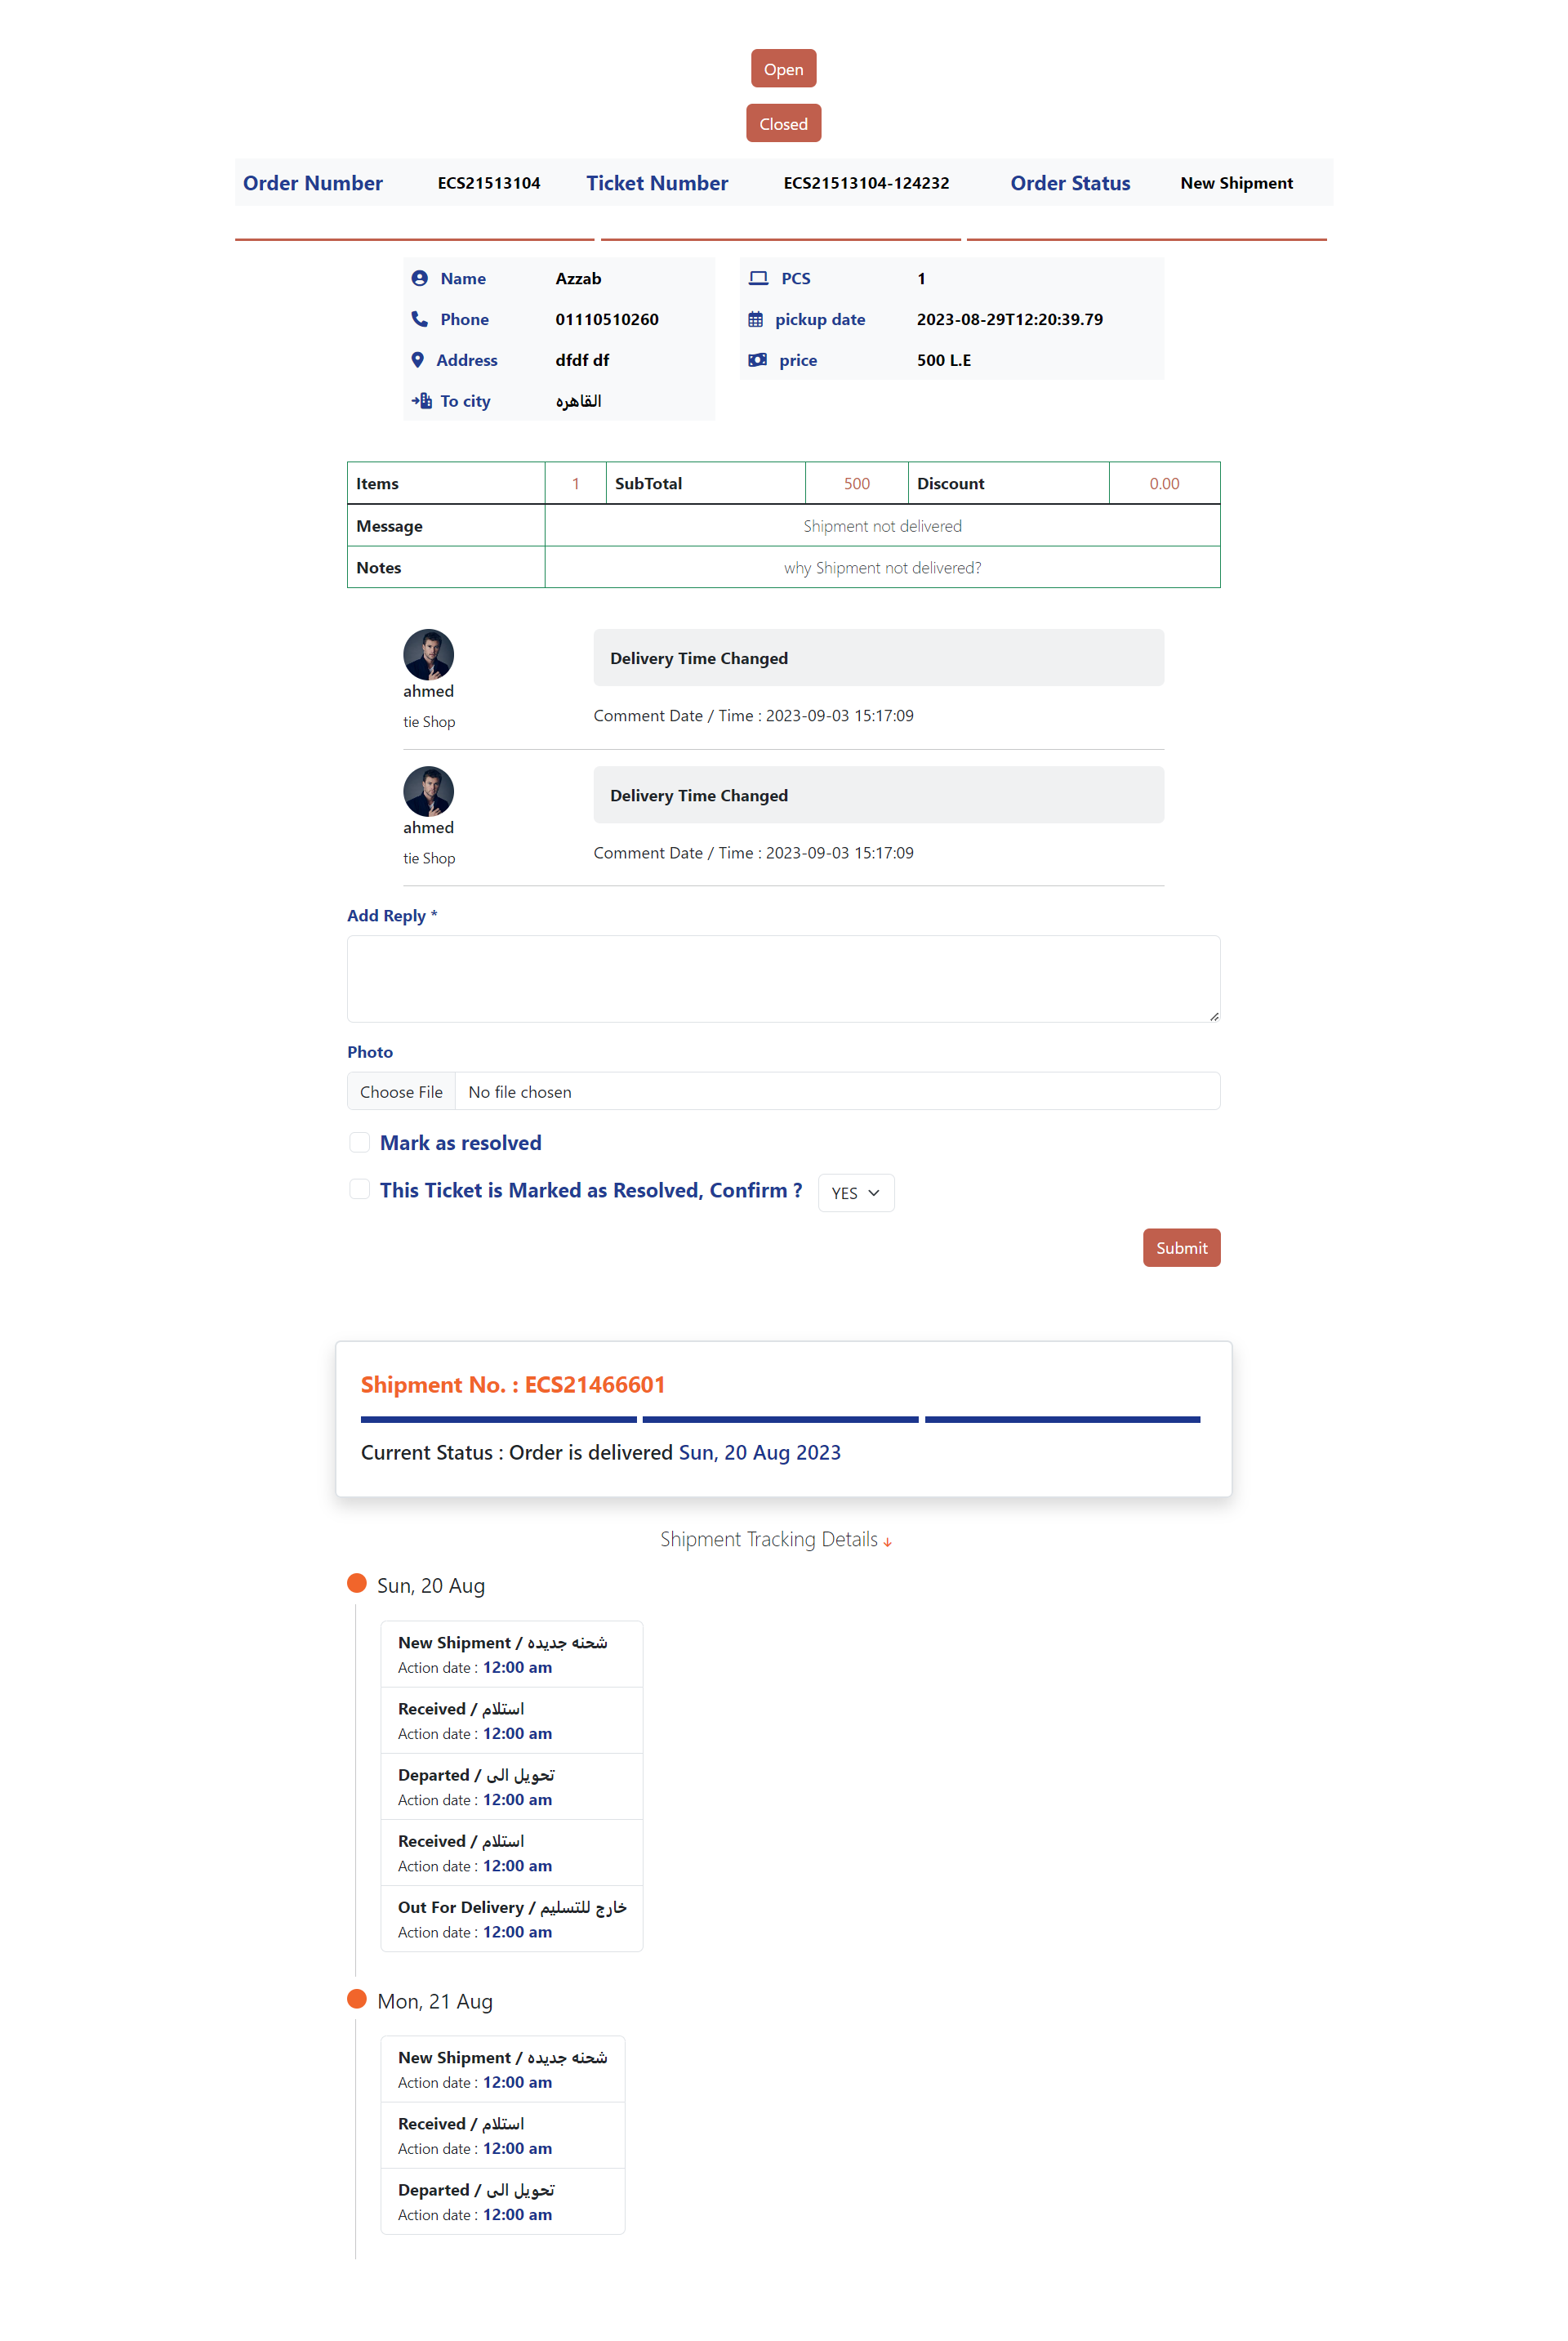 Open
Closed
Order Number ECS21513104 Ticket Number ECS21513104-124232 Order Status New Shipment
Name Azzab
Phone 01110510260
Address dfdf df
To city القاهره
PCS 1
pickup date 2023-08-29T12:20:39.79
price 500 L.E
Items 1 SubTotal 500 Discount 0.00
Message Shipment not delivered
Notes why Shipment not delivered?
ahmed
tie Shop
Delivery Time Changed
Comment Date / Time : 2023-09-03 15:17:09
ahmed
tie Shop
Delivery Time Changed
Comment Date / Time : 2023-09-03 15:17:09
Add Reply *
Photo
Choose File No file chosen
Mark as resolved
This Ticket is Marked as Resolved, Confirm ? YES
Submit
Shipment No. : ECS21466601
Current Status : Order is delivered Sun, 20 Aug 2023
Shipment Tracking Details ↓
Sun, 20 Aug
New Shipment / شحنه جديده
Action date : 12:00 am
Received / استلام
Action date : 12:00 am
Departed / تحويل الى
Action date : 12:00 am
Received / استلام
Action date : 12:00 am
Out For Delivery / خارج للتسليم
Action date : 12:00 am
Mon, 21 Aug
New Shipment / شحنه جديده
Action date : 12:00 am
Received / استلام
Action date : 12:00 am
Departed / تحويل الى
Action date : 12:00 am